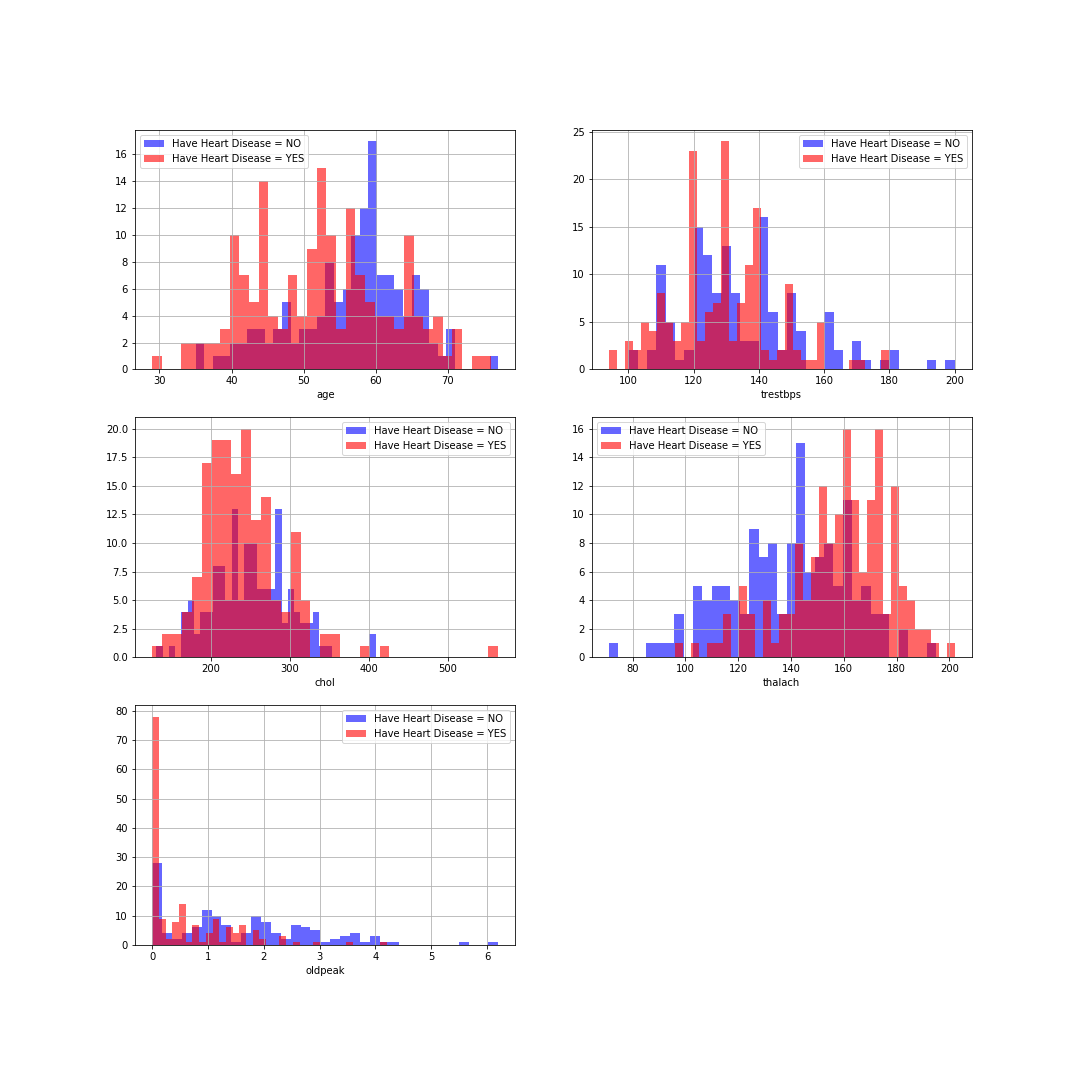 Have Heart Disease = NO
Have Heart Disease = YES
16
14
12
10
8
6
4
2
0
30 40 50 60 70
age
Have Heart Disease = NO
Have Heart Disease = YES
25
20
15
10
5
0
100 120 140 160 180 200
trestbps
Have Heart Disease = NO
Have Heart Disease = YES
20.0
17.5
15.0
12.5
10.0
7.5
5.0
2.5
0.0
200 300 400 500
chol
Have Heart Disease = NO
Have Heart Disease = YES
16
14
12
10
8
6
4
2
0
80 100 120 140 160 180 200
thalach
Have Heart Disease = NO
Have Heart Disease = YES
80
70
60
50
40
30
20
10
0
0 1 2 3 4 5 6
oldpeak